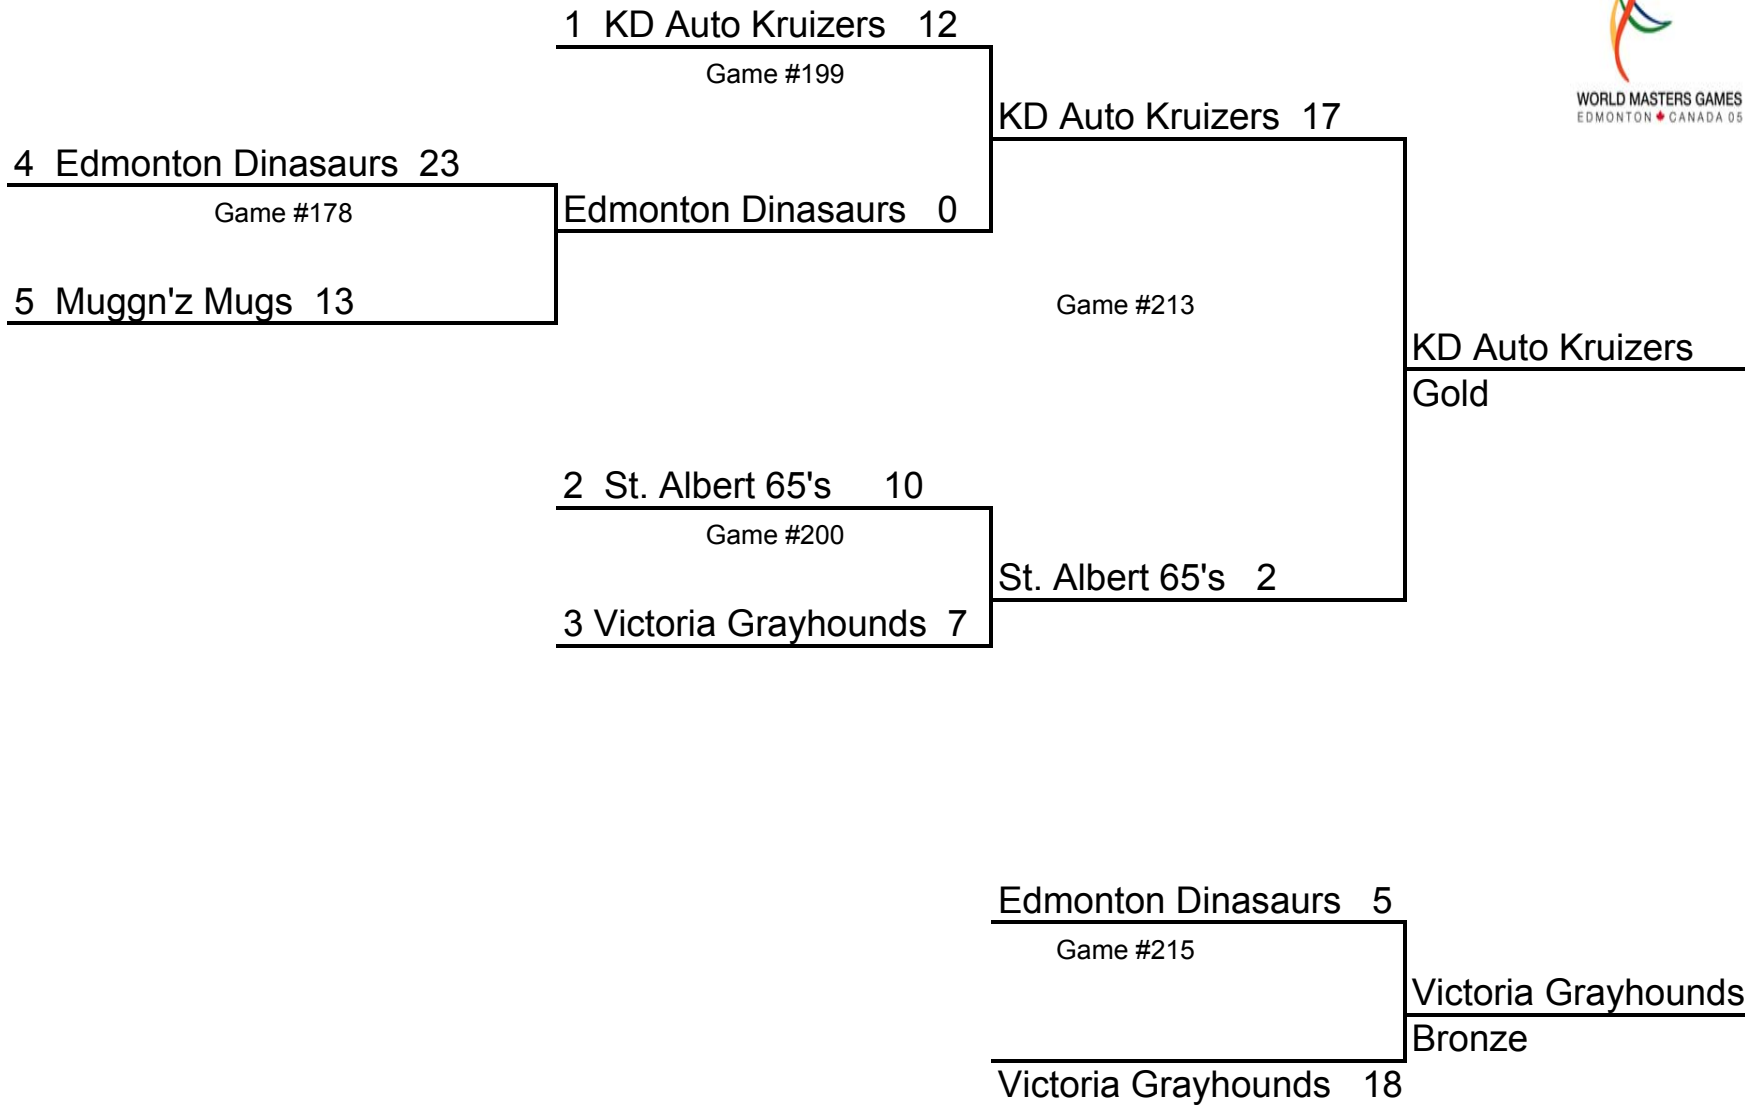 1 KD Auto Kruizers 12
Game #199
WORLD MASTERS GAMES
EDMONTON CANADA 05
KD Auto Kruizers 17
4 Edmonton Dinasaurs 23
Game #178
Edmonton Dinasaurs 0
5 Muggn'z Mugs 13
Game #213
KD Auto Kruizers
Gold
2 St. Albert 65's 10
Game #200
St. Albert 65's 2
3 Victoria Grayhounds 7
Edmonton Dinasaurs 5
Game #215
Victoria Grayhounds
Bronze
Victoria Grayhounds 18